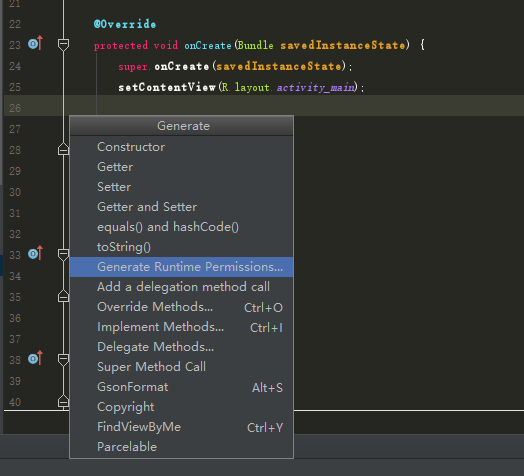 21
22 @Override
23 protected void onCreate(Bundle savedInstanceState) {
24 super.onCreate(savedInstanceState);
25 setContentView(R.layout.activity_main);
26
27
28
29
30
31
32
33
34
35
36
37
38
39
40
Generate
Constructor
Getter
Setter
Getter and Setter
equals() and hashCode()
toString()
Generate Runtime Permissions...
Add a delegation method call
Override Methods... Ctrl+O
Implement Methods... Ctrl+I
Delegate Methods...
Super Method Call
GsonFormat Alt+S
Copyright
FindViewByMe Ctrl+Y
Parcelable